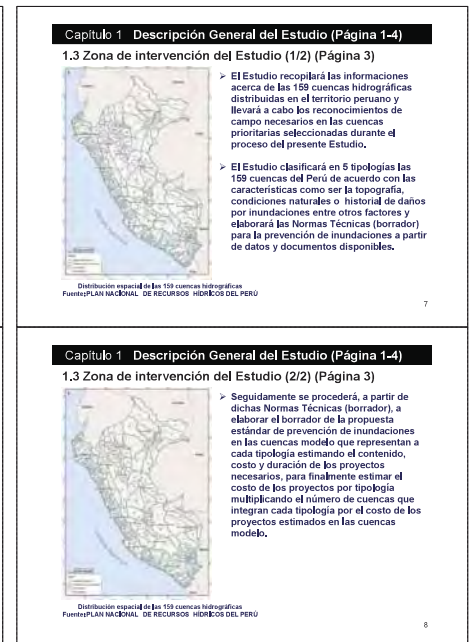 Capítulo 1 Descripción General del Estudio (Página 1-4)
1.3 Zona de intervención del Estudio (1/2) (Página 3)
➢ El Estudio recopilará las informaciones
acerca de las 159 cuencas hidrográficas
distribuidas en el territorio peruano y
llevará a cabo los reconocimientos de
campo necesarios en las cuencas
prioritarias seleccionadas durante el
proceso del presente Estudio.
➢ El Estudio clasificará en 5 tipologías las
159 cuencas del Perú de acuerdo con las
características como ser la topografía,
condiciones naturales o historial de daños
por inundaciones entre otros factores y
elaborará las Normas Técnicas (borrador)
para la prevención de inundaciones a partir
de datos y documentos disponibles.
Distribución espacial de las 159 cuencas hidrográficas
Fuente;PLAN NACIONAL DE RECURSOS HÍDRICOS DEL PERÚ
7
Capítulo 1 Descripción General del Estudio (Página 1-4)
1.3 Zona de intervención del Estudio (2/2) (Página 3)
➢ Seguidamente se procederá, a partir de
dichas Normas Técnicas (borrador), a
elaborar el borrador de la propuesta
estándar de prevención de inundaciones
en las cuencas modelo que representan a
cada tipología estimando el contenido,
costo y duración de los proyectos
necesarios, para finalmente estimar el
costo de los proyectos por tipología
multiplicando el número de cuencas que
integran cada tipología por el costo de los
proyectos estimados en las cuencas
modelo.
Distribución espacial de las 159 cuencas hidrográficas
Fuente;PLAN NACIONAL DE RECURSOS HÍDRICOS DEL PERÚ
8